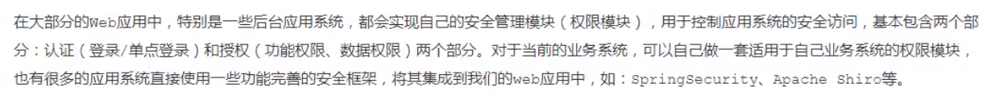 在大部分的Web应用中，特别是一些后台应用系统，都会实现自己的安全管理模块（权限模块），用于控制应用系统的安全访问，基本包含两个部
分：认证（登录/单点登录）和授权（功能权限、数据权限）两个部分。对于当前的业务系统，可以自己做一套适用于自己业务系统的权限模块，
也有很多的应用系统直接使用一些功能完善的安全框架，将其集成到我们的web应用中，如：SpringSecurity、Apache Shiro等。